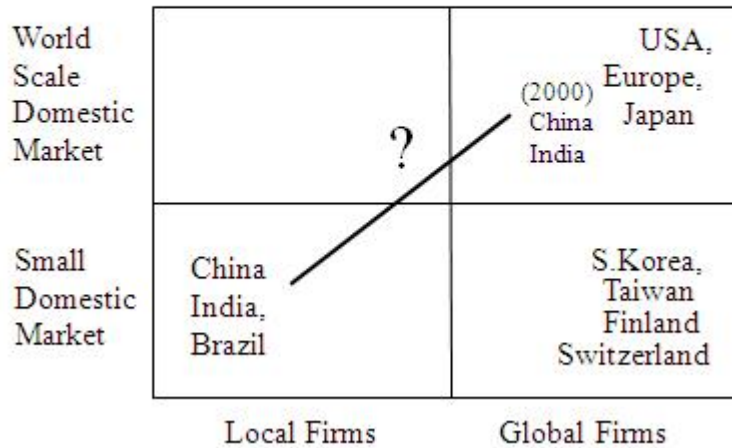 World
Scale
Domestic
Market
USA,
Europe,
Japan
(2000)
China
India
?
Small
Domestic
Market
China
India,
Brazil
S.Korea,
Taiwan
Finland
Switzerland
Local Firms
Global Firms